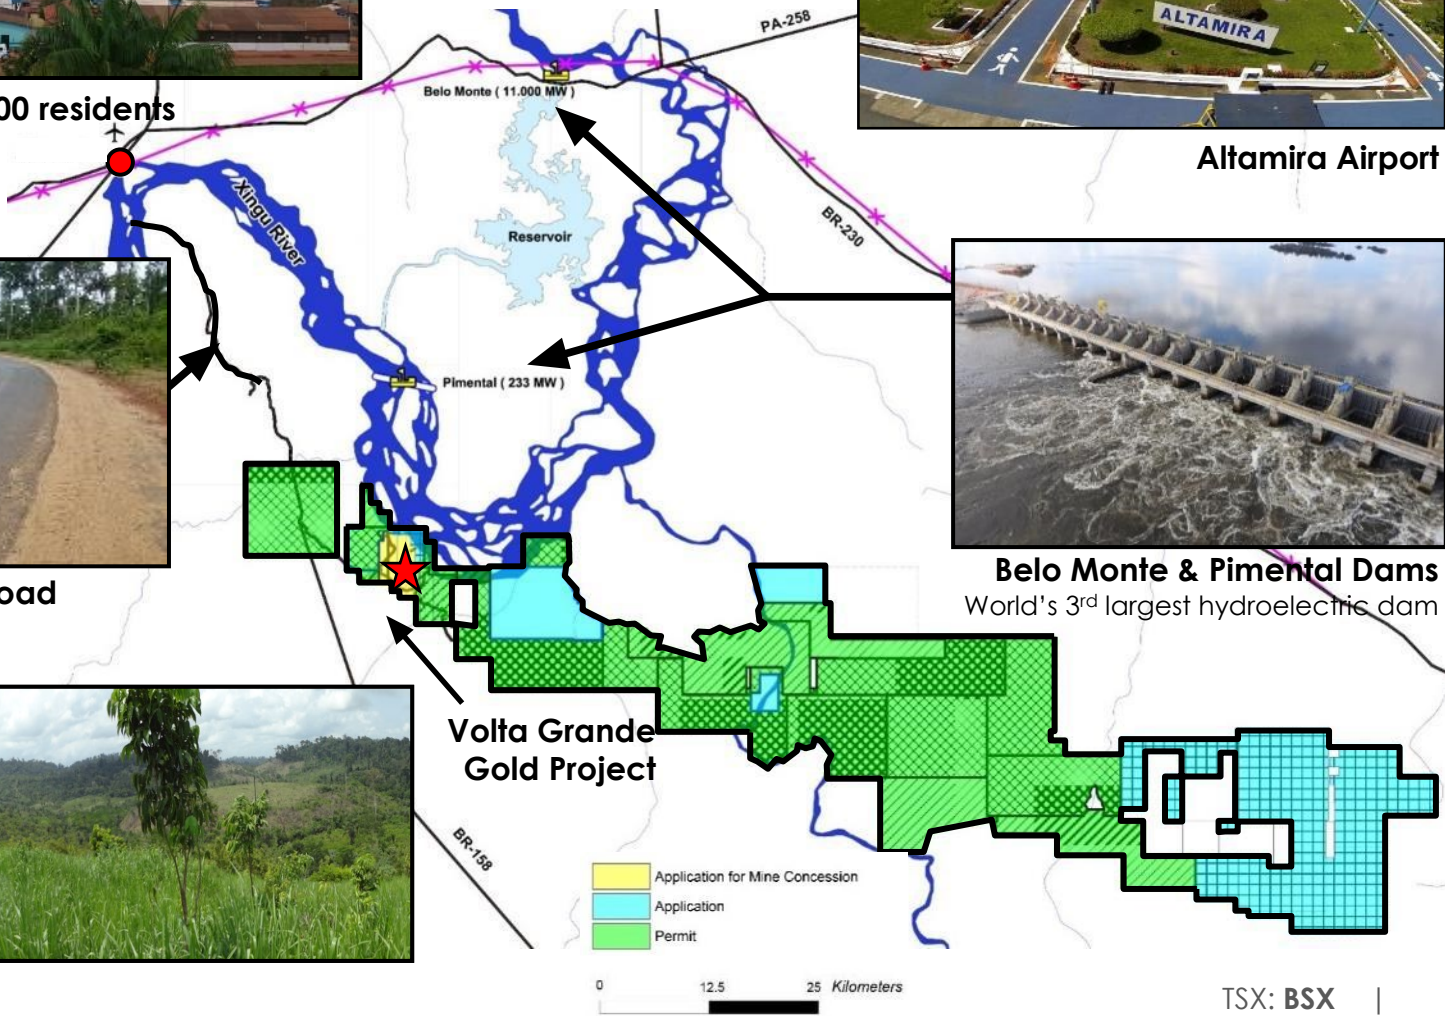 PA-258
ALTAMIRA
Belo Monte ( 11.000 MW )
00 residents
Altamira Airport
Xingu River
BR-230
Reservoir
Pimental ( 233 MW )
Belo Monte & Pimental Dams
World's 3rd largest hydroelectric dam
oad
Volta Grande
Gold Project
BR-158
Application for Mine Concession
Application
Permit
0 12.5 25 Kilometers
TSX: BSX |